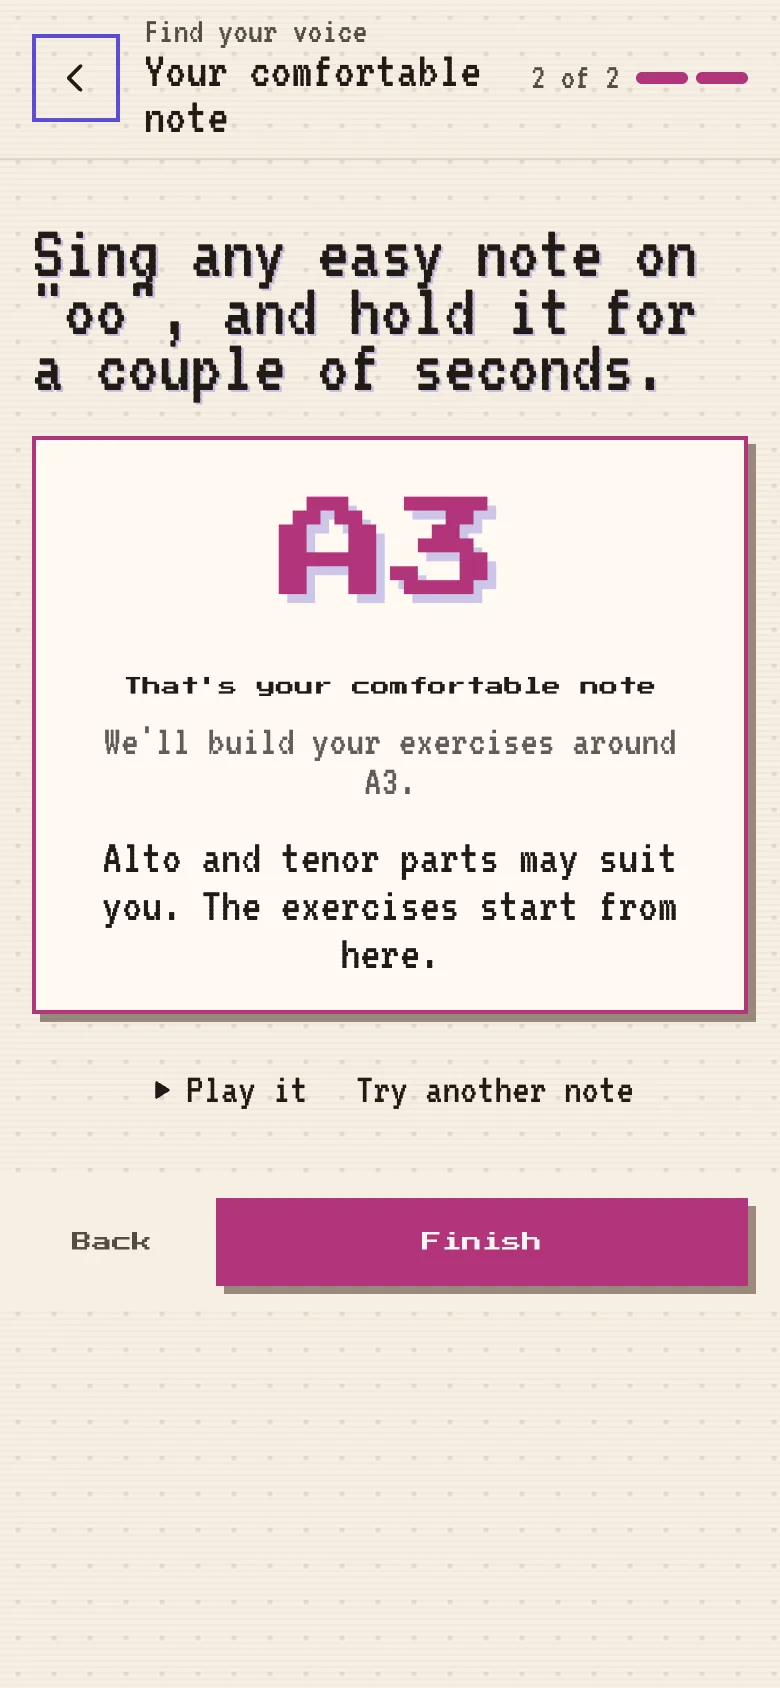 Find your voice
Your comfortable
note
2 of 2
Sing any easy note on
"oo", and hold it for
a couple of seconds.
A3
That's your comfortable note
We'll build your exercises around
A3.
Alto and tenor parts may suit
you. The exercises start from
here.
Play it
Try another note
Back
Finish